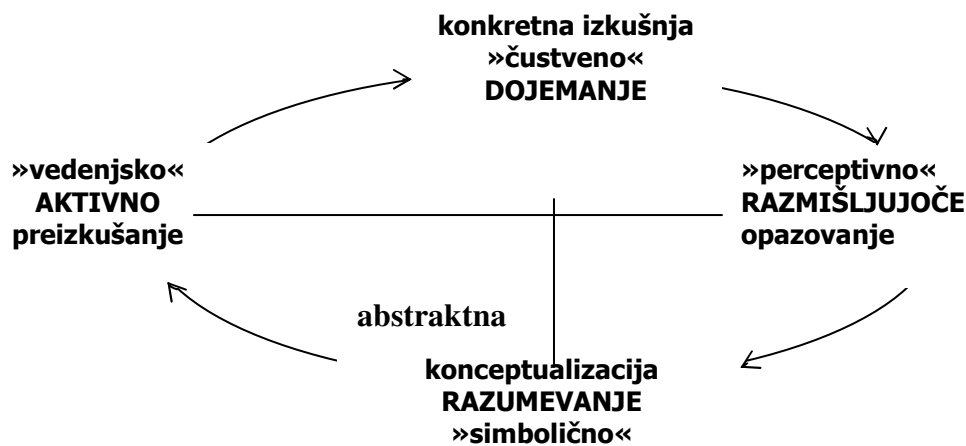 konkretna izkušnja
»čustveno«
DOJEMANJE
»vedenjsko«
AKTIVNO
preizkušanje
»perceptivno«
RAZMIŠLJUJOČE
opazovanje
abstraktna
konceptualizacija
RAZUMEVANJE
»simbolično«